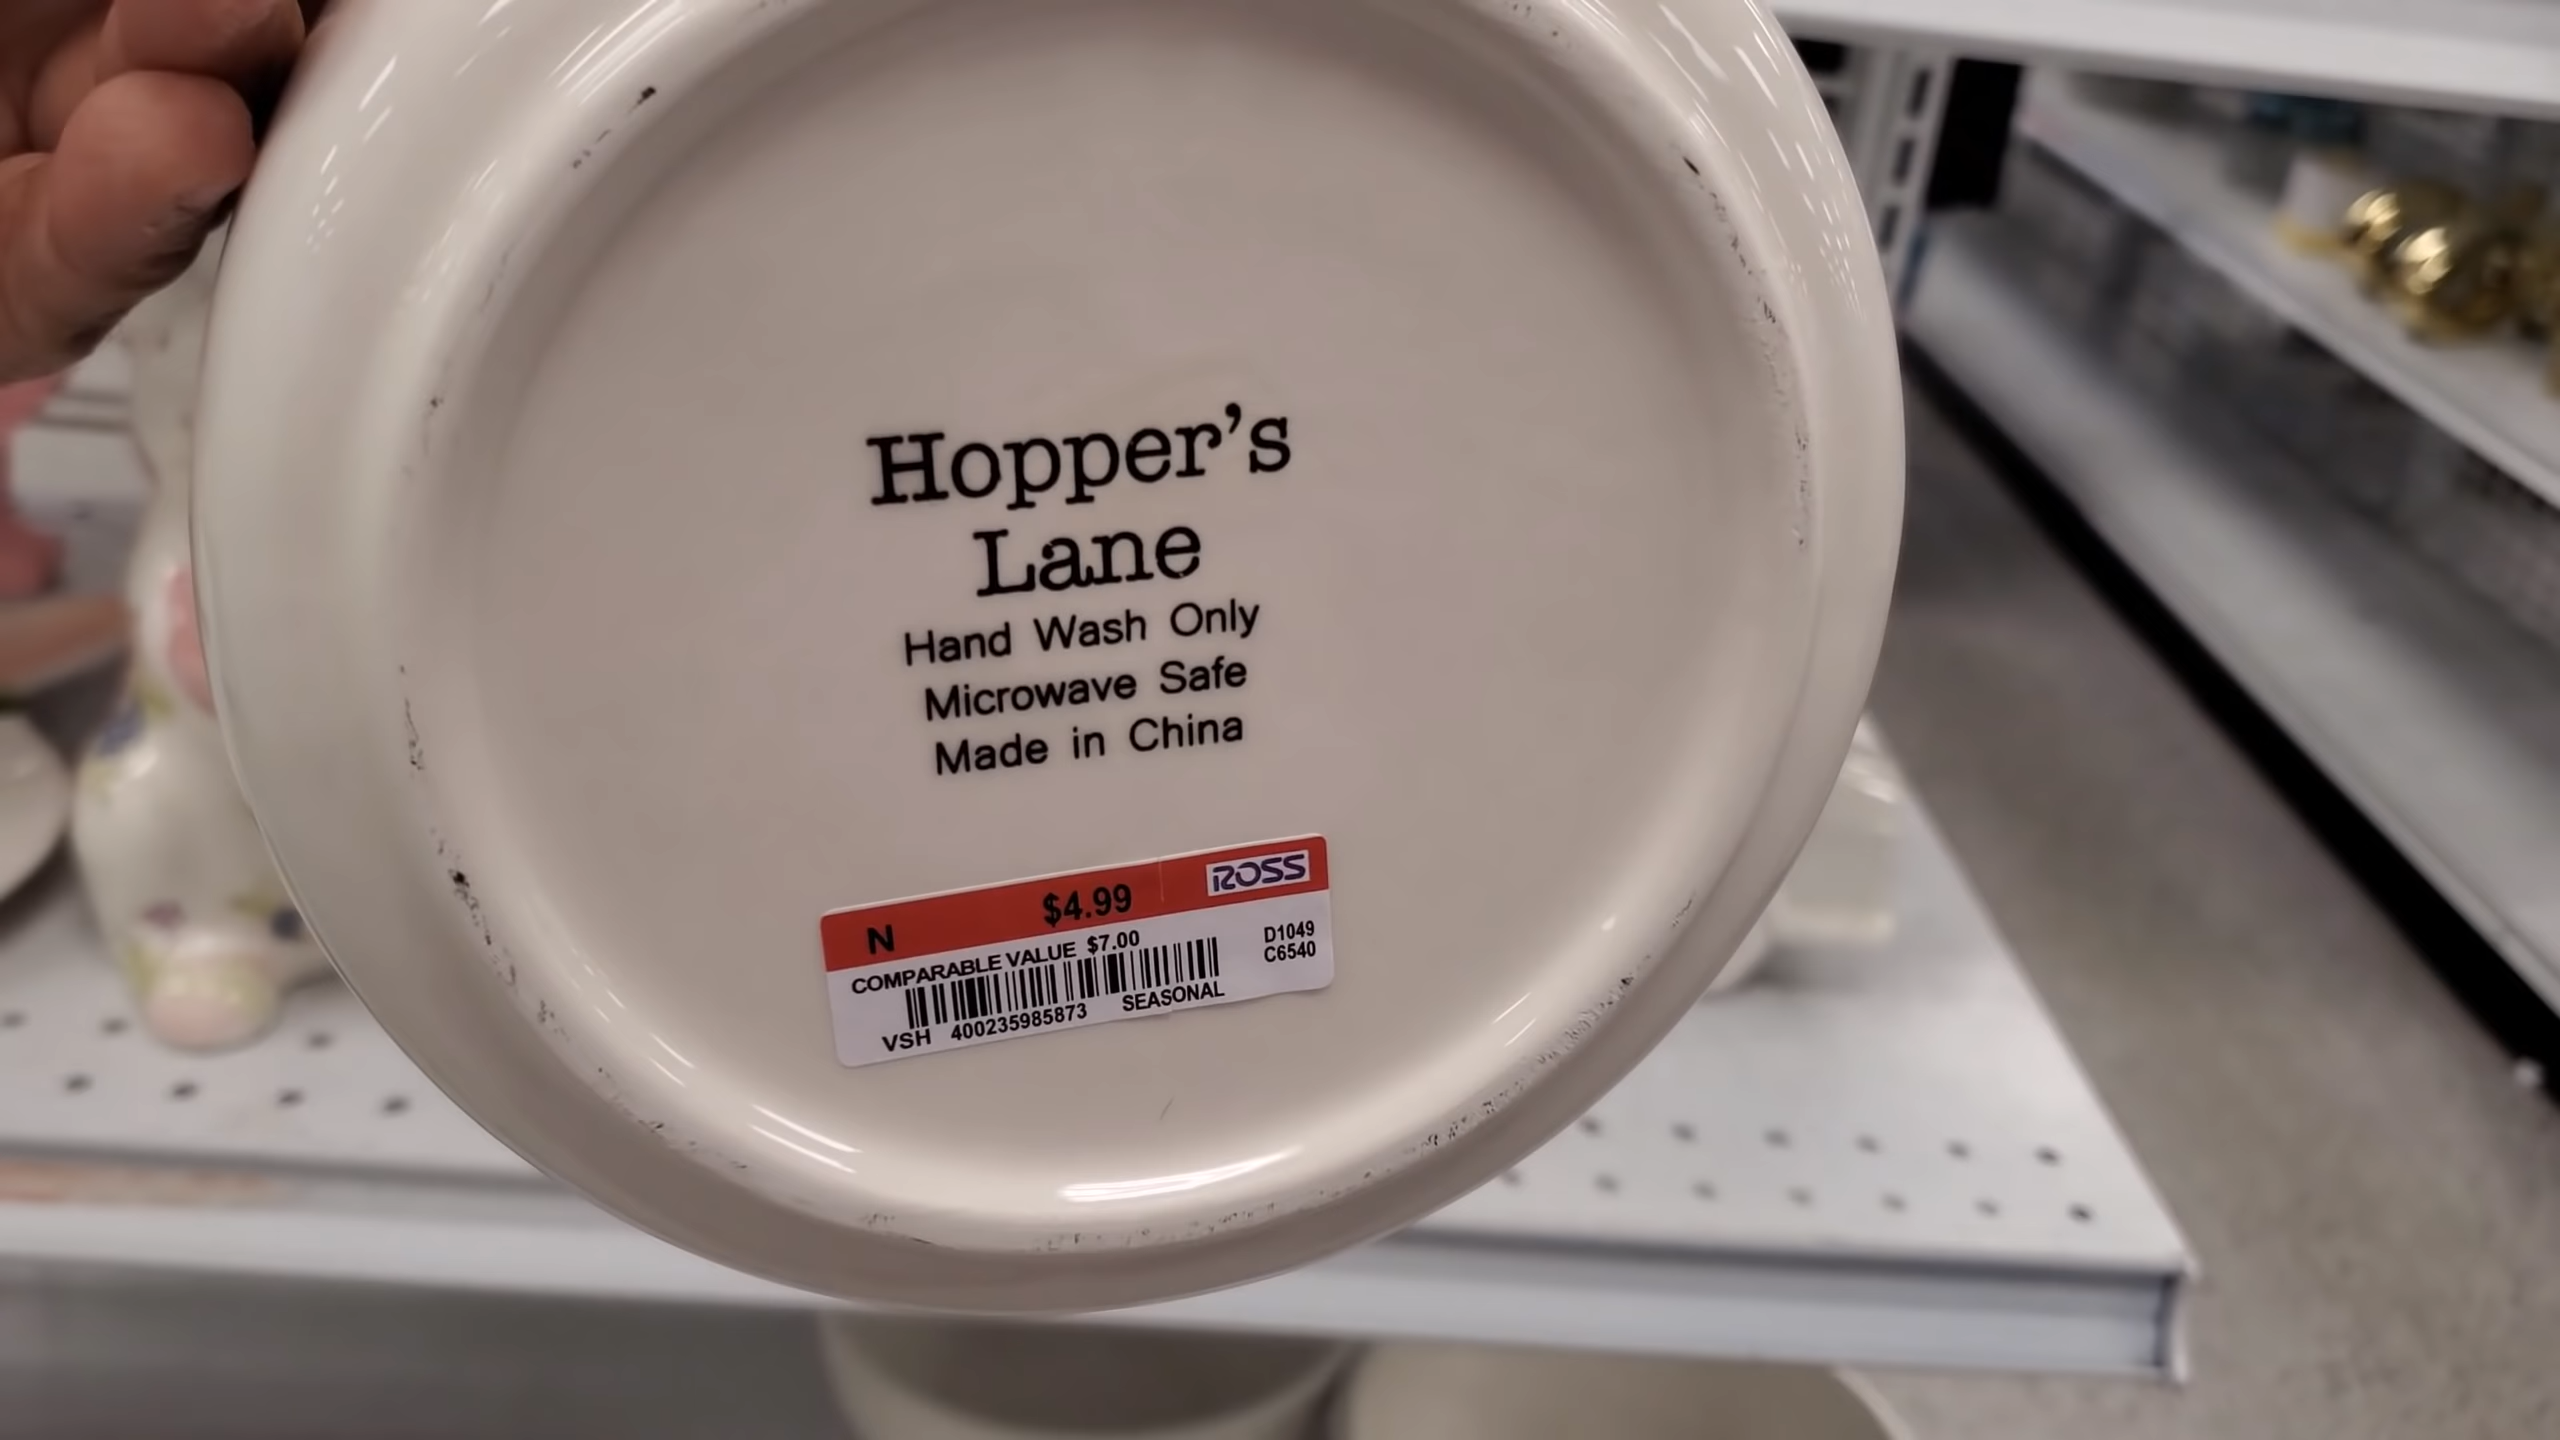 Hopper's
Lane
Hand Wash Only
Microwave Safe
Made in China
N $4.99 ROSS
COMPARABLE VALUE $7.00 D1049
C6540
VSH 400235985873 SEASONAL